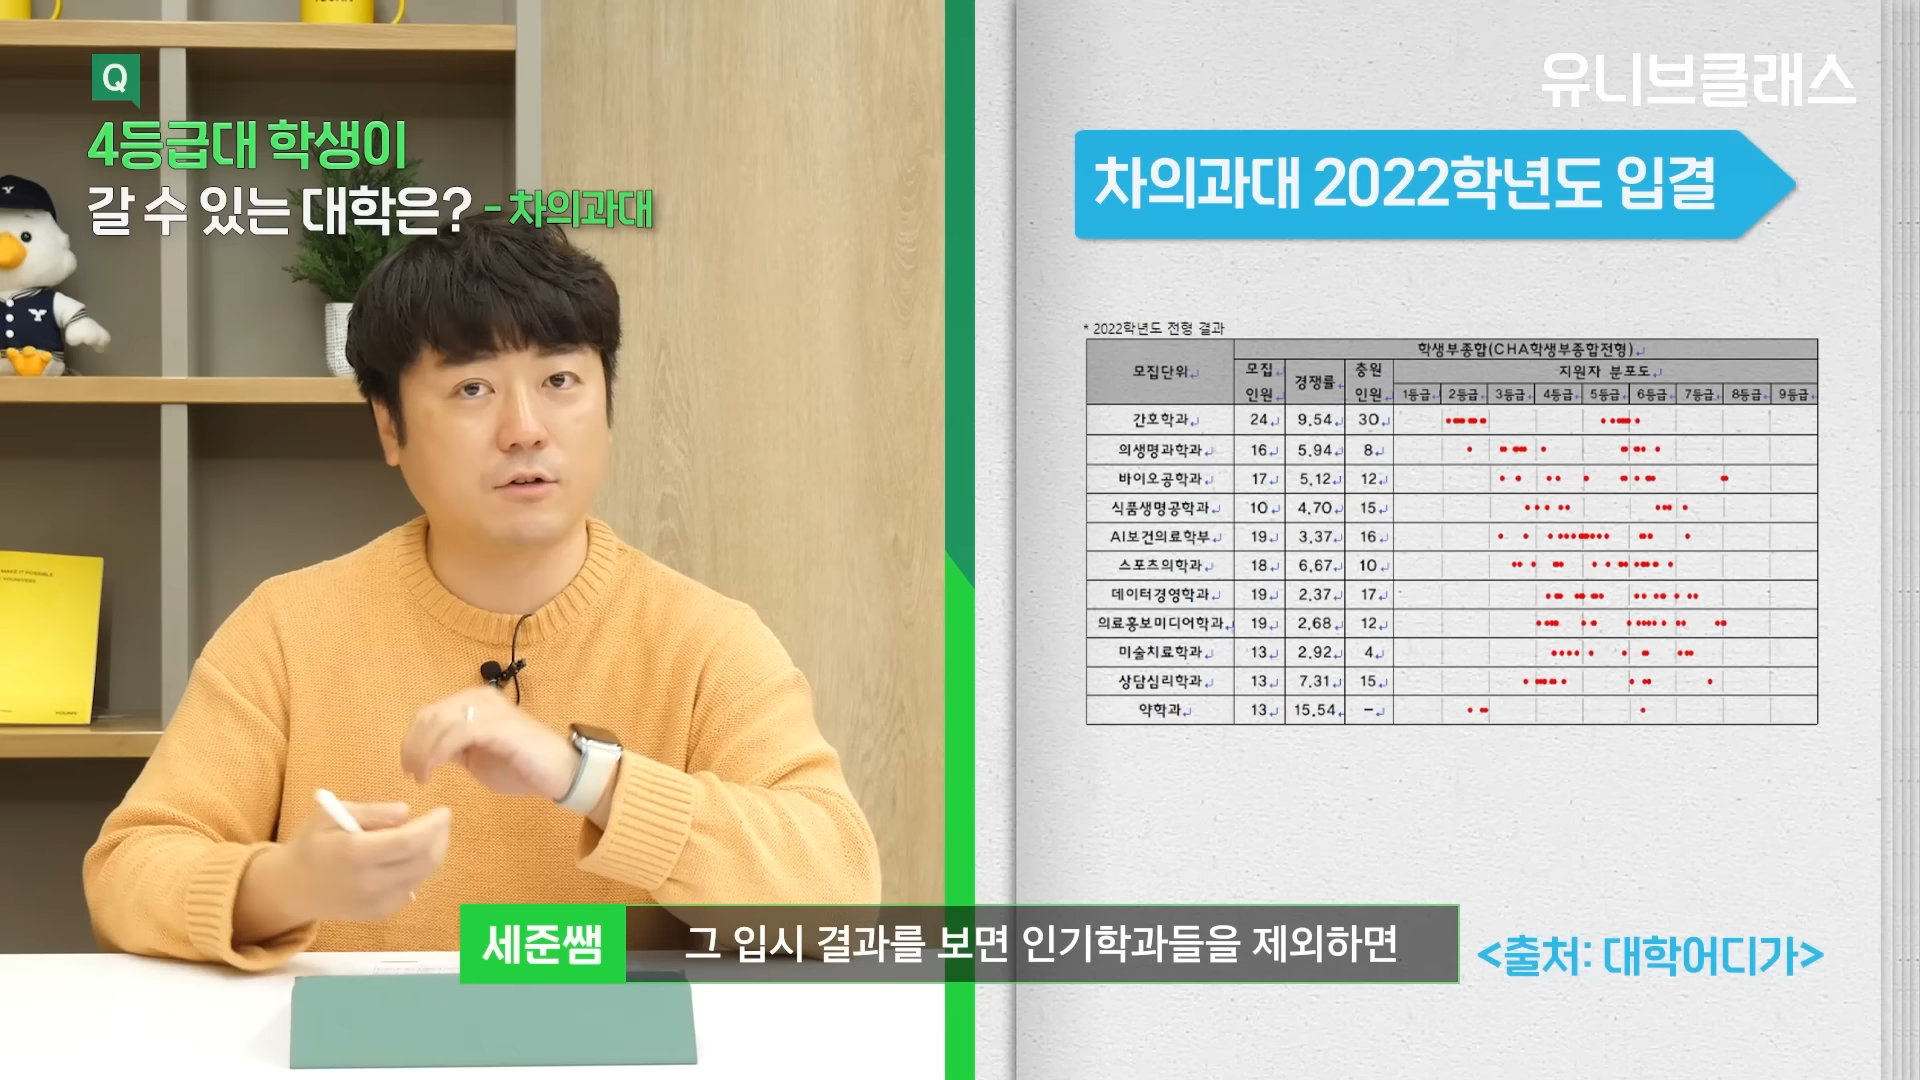 Q
4등급대 학생이
갈 수 있는 대학은? - 차의과대
유니브클래스
차의과대 2022학년도 입결
* 2022학년도 전형 결과
모집단위 모집인원 경쟁률 충원인원 학생부종합(CHA학생부종합전형)
지원자 분포도
1등급 2등급 3등급 4등급 5등급 6등급 7등급 8등급 9등급
간호학과 24 9.54 30
의생명과학과 16 5.94 8
바이오공학과 17 5.12 12
식품생명공학과 10 4.70 15
AI보건의료학부 19 3.37 16
스포츠의학과 18 6.67 10
데이터경영학과 19 2.37 17
의료홍보미디어학과 19 2.68 12
미술치료학과 13 2.92 4
상담심리학과 13 7.31 15
약학과 13 15.54 -
세준쌤 그 입시 결과를 보면 인기학과들을 제외하면
<출처: 대학어디가>